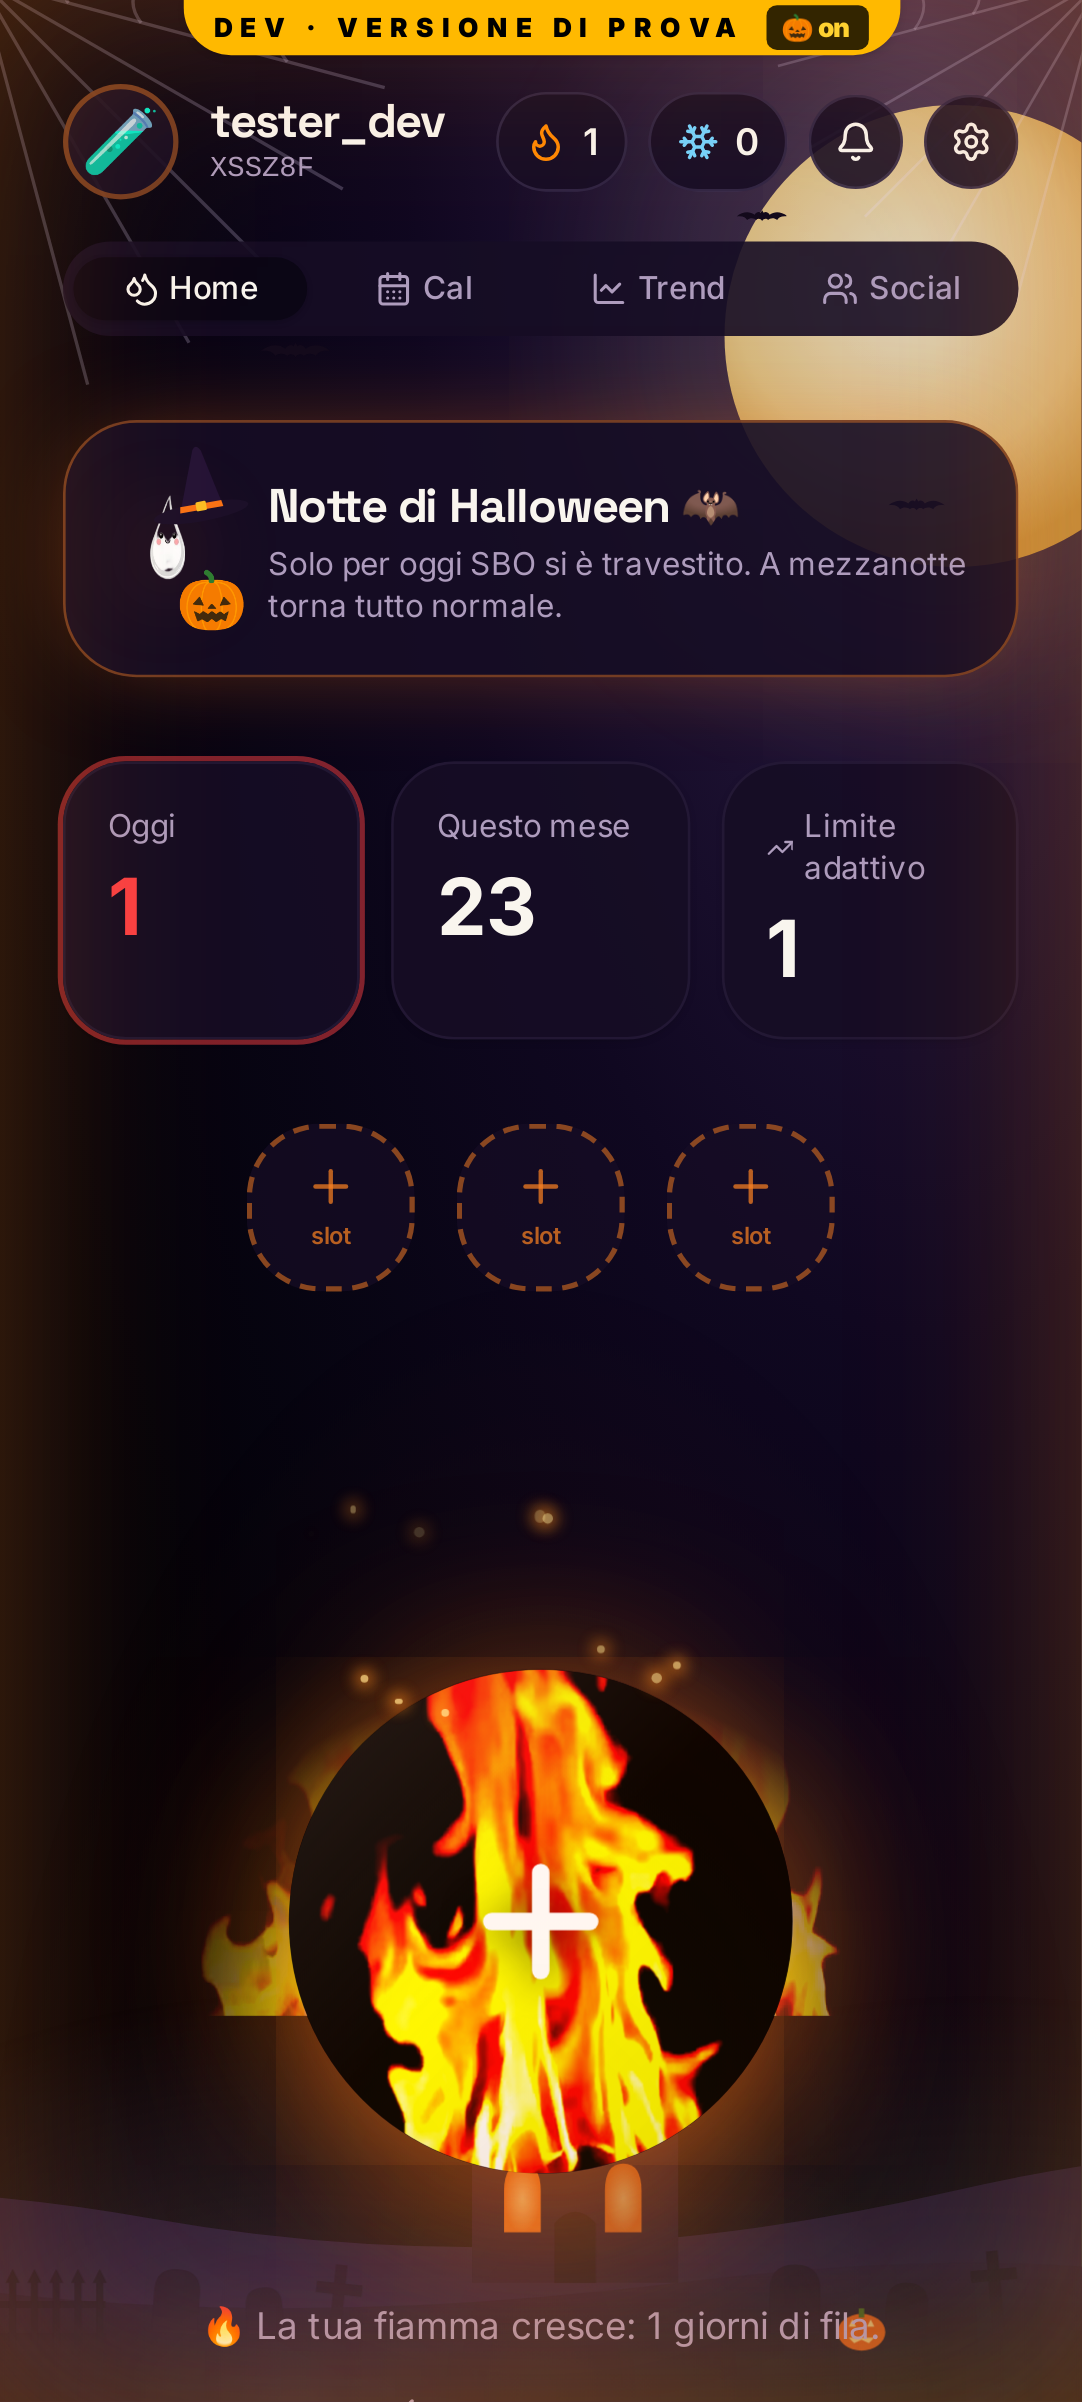 DEV · VERSIONE DI PROVA 🎃 on
tester_dev
XSSZ8F
1
0
Home
Cal
Trend
Social
Notte di Halloween 🦇
Solo per oggi SBO si è travestito. A mezzanotte
torna tutto normale.
Oggi
1
Questo mese
23
Limite
adattivo
1
slot
slot
slot
🔥 La tua fiamma cresce: 1 giorni di fila.